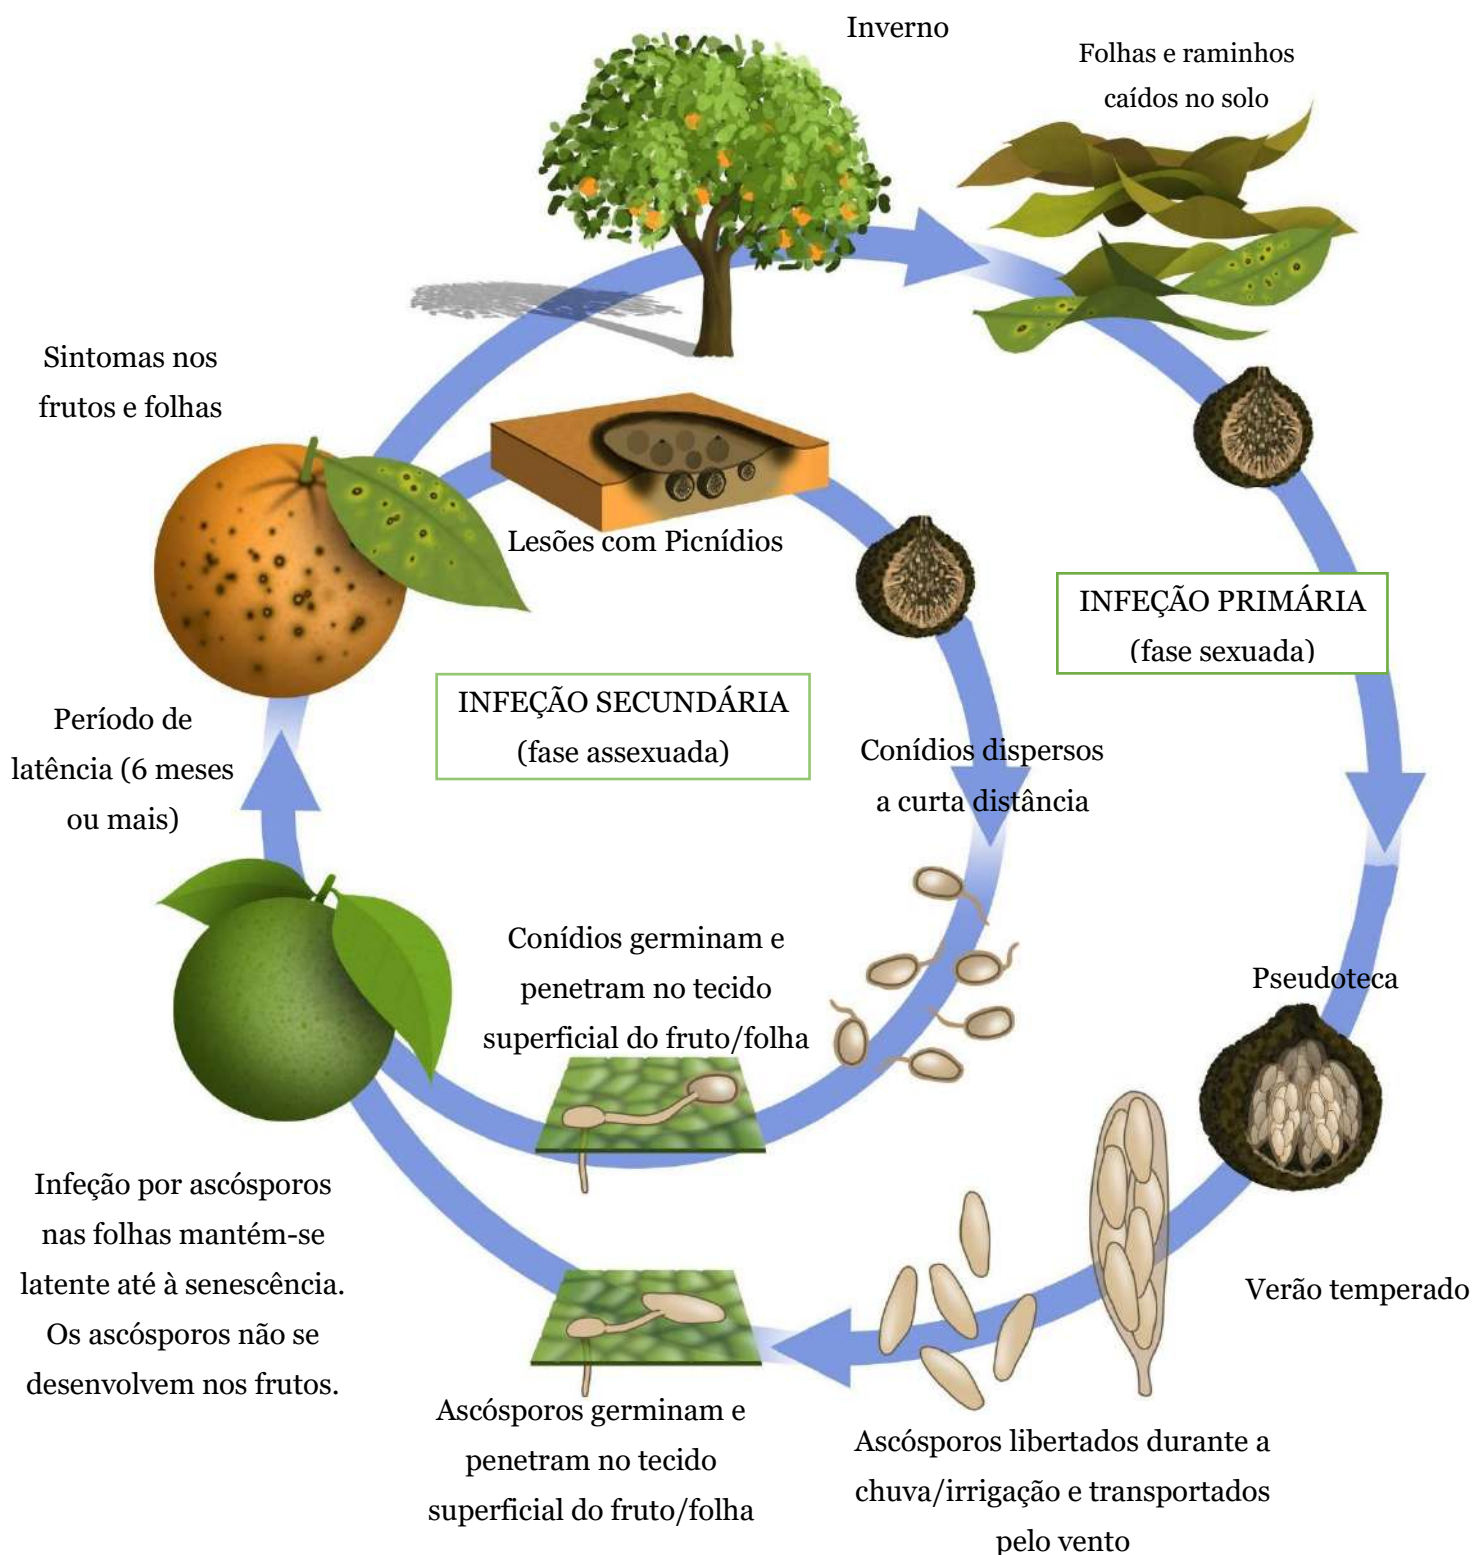 Inverno
Folhas e raminhos
caídos no solo
Sintomas nos
frutos e folhas
Lesões com Picnídios
INFEÇÃO PRIMÁRIA
(fase sexuada)
INFEÇÃO SECUNDÁRIA
(fase assexuada)
Período de
latência (6 meses
ou mais)
Conídios dispersos
a curta distância
Conídios germinam e
penetram no tecido
superficial do fruto/folha
Pseudoteca
Infeção por ascósporos
nas folhas mantém-se
latente até à senescência.
Os ascósporos não se
desenvolvem nos frutos.
Verão temperado
Ascósporos germinam e
penetram no tecido
superficial do fruto/folha
Ascósporos libertados durante a
chuva/irrigação e transportados
pelo vento